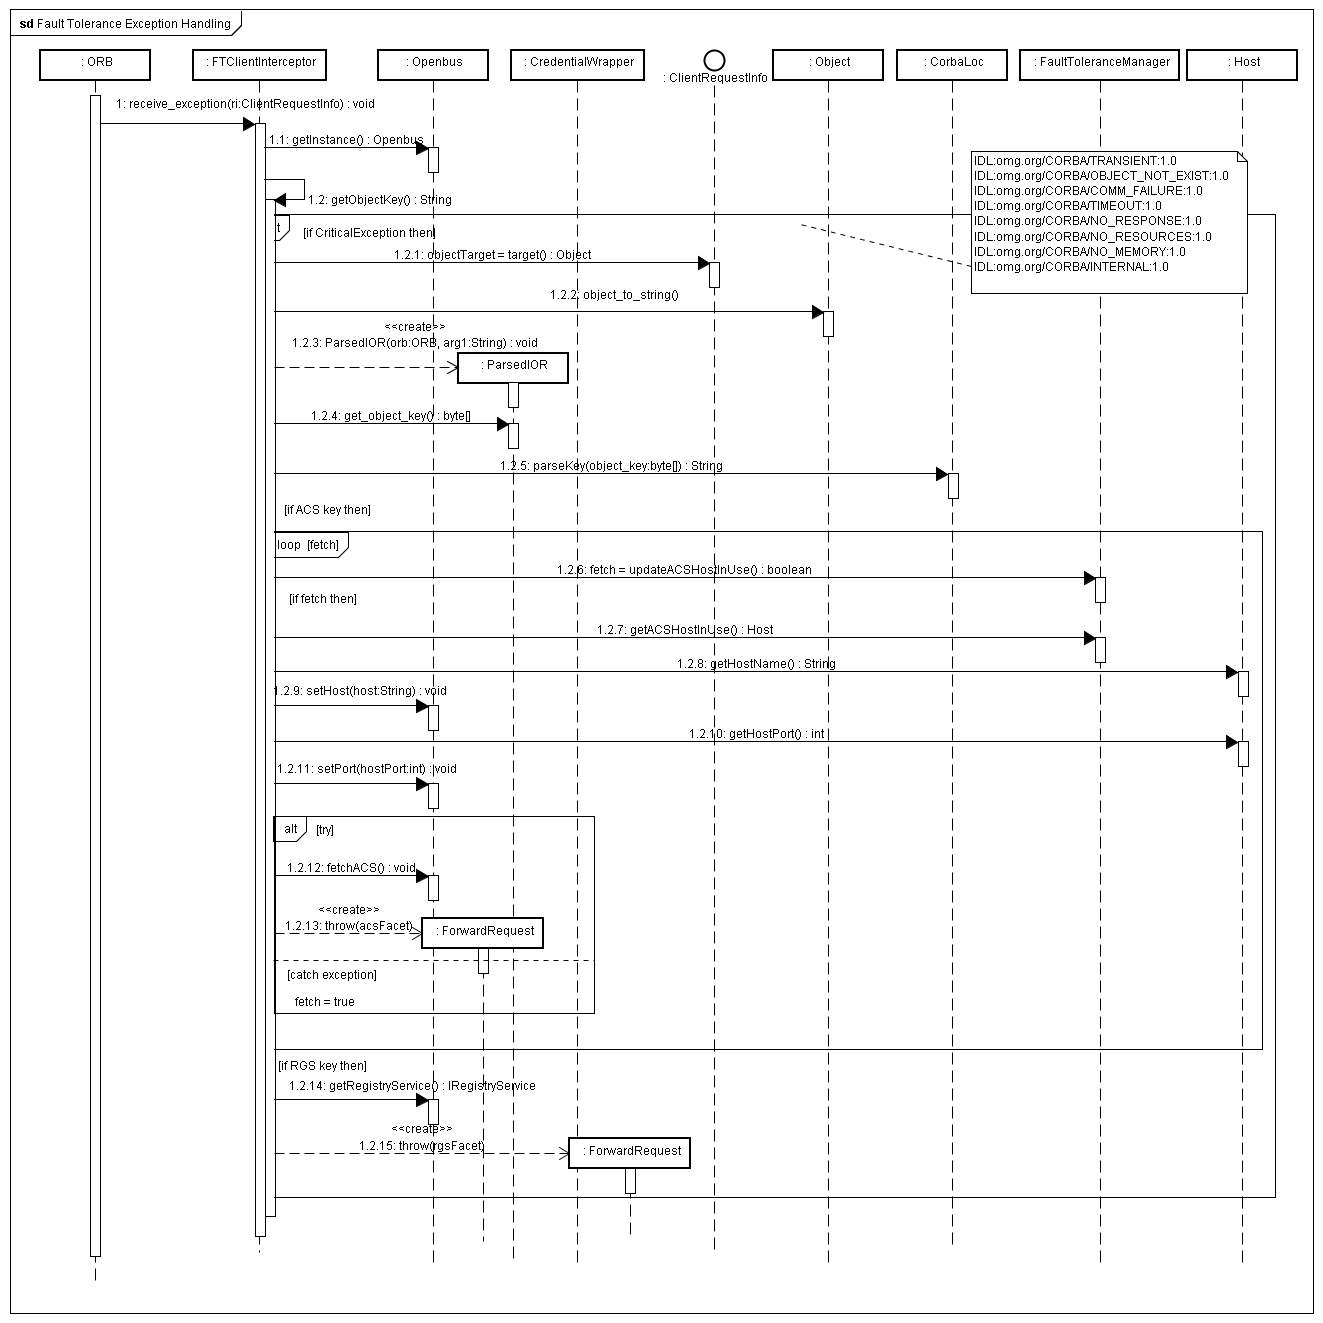 sd Fault Tolerance Exception Handling
: ORB
: FTClientInterceptor
: Openbus
: CredentialWrapper
: ClientRequestInfo
: Object
: CorbaLoc
: FaultToleranceManager
: Host
1: receive_exception(ri:ClientRequestInfo) : void
1.1: getInstance() : Openbus
IDL:omg.org/CORBA/TRANSIENT:1.0
IDL:omg.org/CORBA/OBJECT_NOT_EXIST:1.0
IDL:omg.org/CORBA/COMM_FAILURE:1.0
IDL:omg.org/CORBA/TIMEOUT:1.0
IDL:omg.org/CORBA/NO_RESPONSE:1.0
IDL:omg.org/CORBA/NO_RESOURCES:1.0
IDL:omg.org/CORBA/NO_MEMORY:1.0
IDL:omg.org/CORBA/INTERNAL:1.0
1.2: getObjectKey() : String
t
[if CriticalException then]
1.2.1: objectTarget = target() : Object
1.2.2: object_to_string()
<<create>>
1.2.3: ParsedIOR(orb:ORB, arg1:String) : void
: ParsedIOR
1.2.4: get_object_key() : byte[]
1.2.5: parseKey(object_key:byte[]) : String
[if ACS key then]
loop [fetch]
1.2.6: fetch = updateACSHostInUse() : boolean
[if fetch then]
1.2.7: getACSHostInUse() : Host
1.2.8: getHostName() : String
1.2.9: setHost(host:String) : void
1.2.10: getHostPort() : int
1.2.11: setPort(hostPort:int) : void
alt [try]
1.2.12: fetchACS() : void
<<create>>
1.2.13: throw(acsFacet)
: ForwardRequest
[catch exception]
fetch = true
[if RGS key then]
1.2.14: getRegistryService() : IRegistryService
<<create>>
1.2.15: throw(rgsFacet)
: ForwardRequest